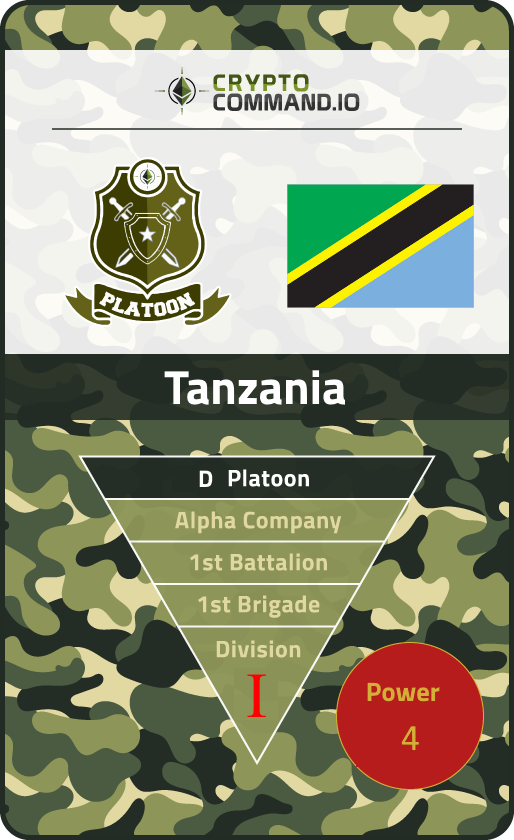 CRYPTO
COMMAND.IO
PLATOON
Tanzania
D Platoon
Alpha Company
1st Battalion
1st Brigade
Division
I
Power
4